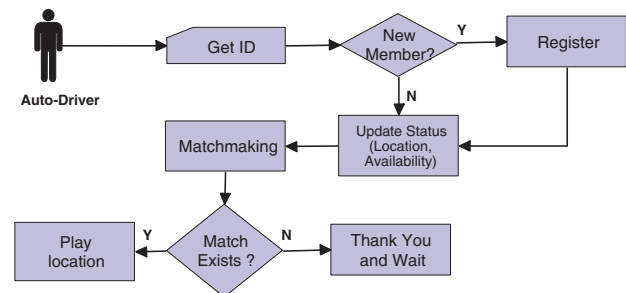 Auto-Driver
Get ID
New
Member?
Y
Register
N
Update Status
(Location,
Availability)
Matchmaking
Match
Exists ?
Y
Play
location
N
Thank You
and Wait